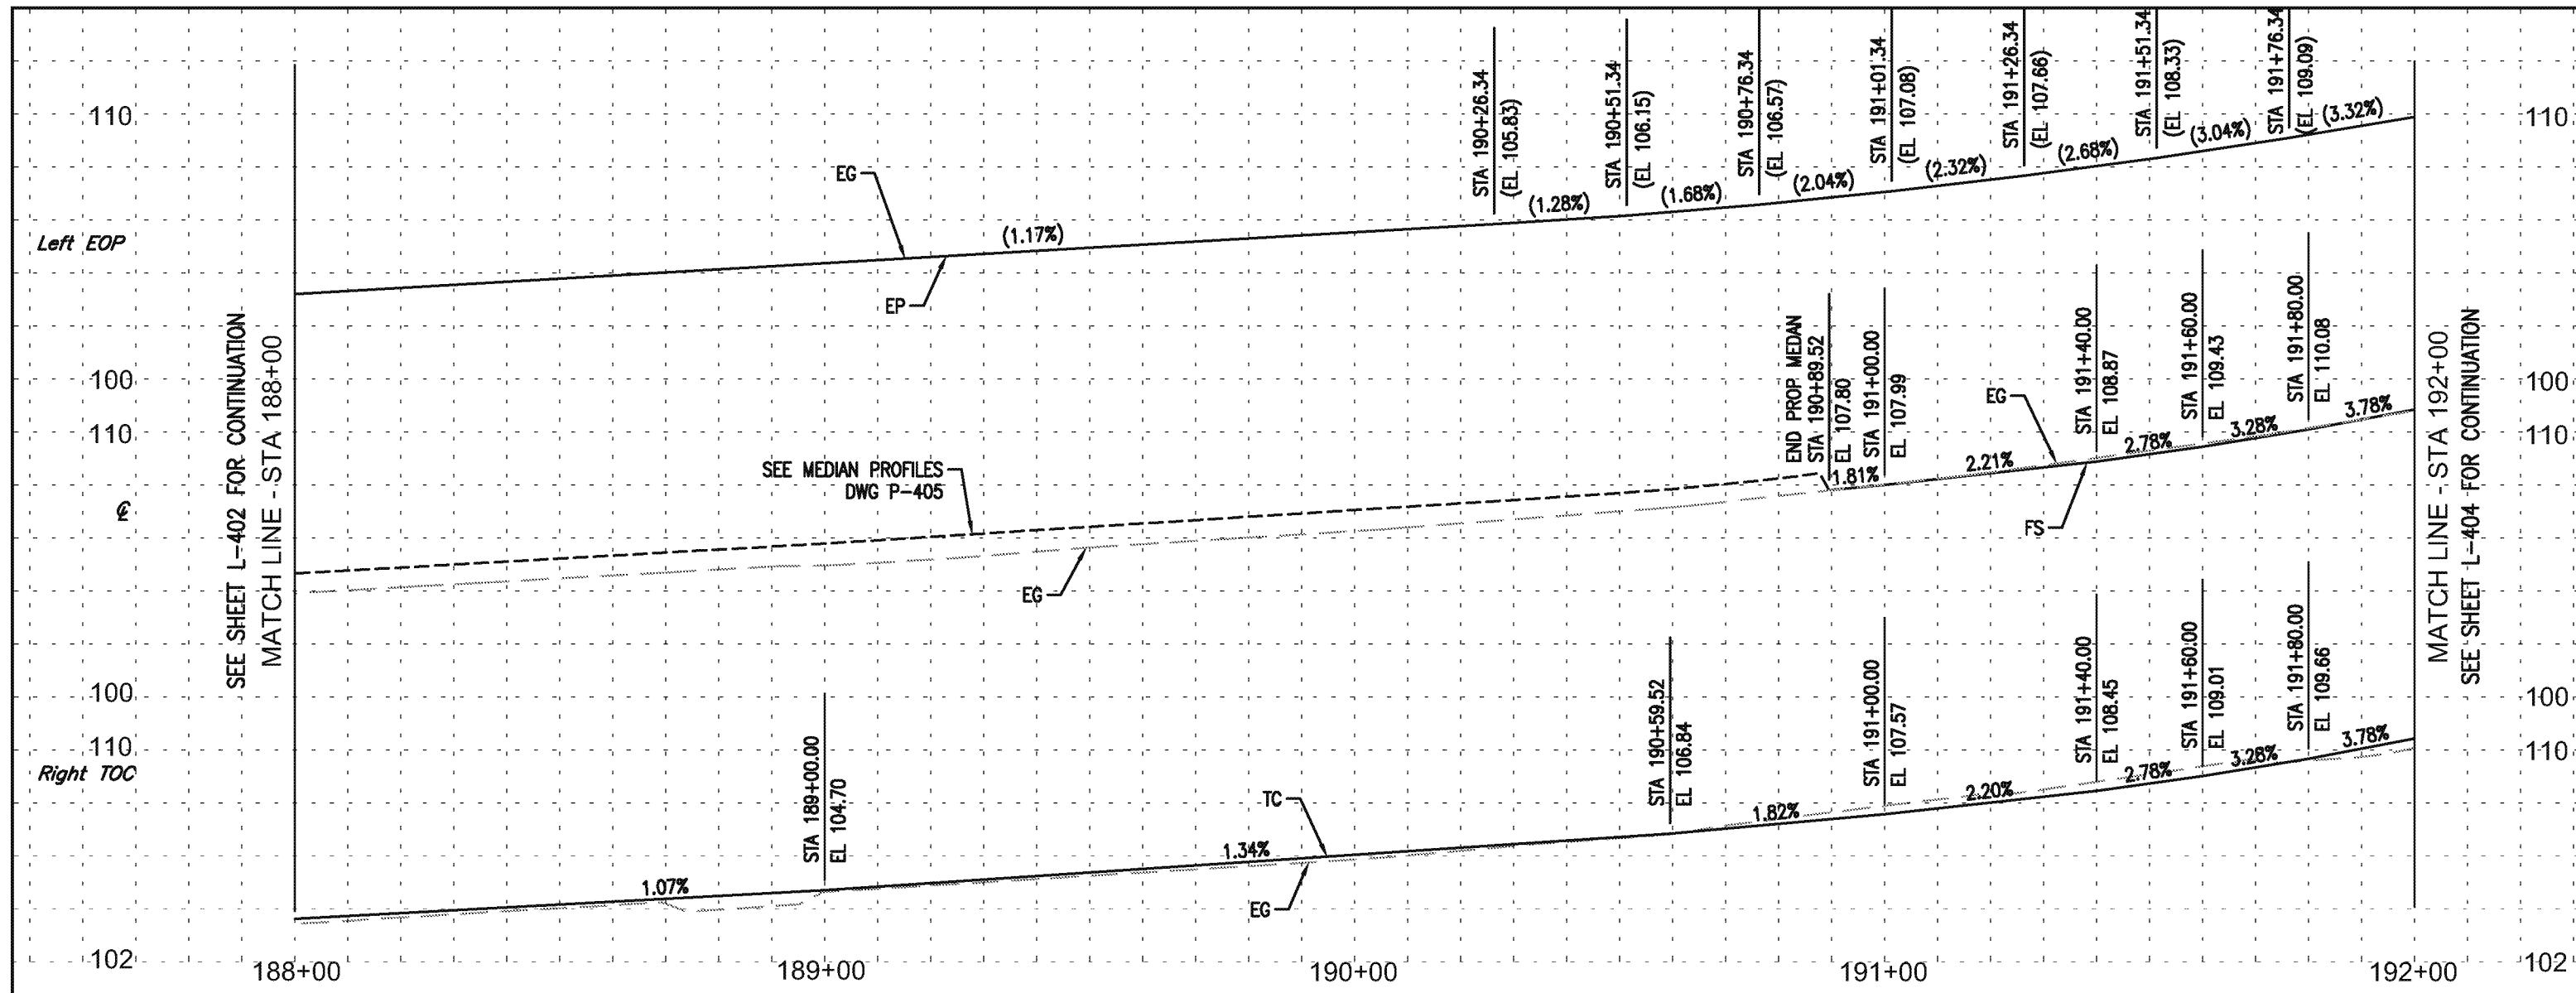 STA 190+26.34
(EL 105.83)
STA 190+51.34
(EL 106.15)
STA 190+76.34
(EL 106.57)
STA 191+01.34
(EL 107.08)
STA 191+26.34
(EL 107.66)
STA 191+51.34
(EL 108.33)
STA 191+76.34
(EL 109.09)
110
110
(1.17%)
(1.28%)
(1.68%)
(2.04%)
(2.32%)
(2.68%)
(3.04%)
(3.32%)
EG
EP
Left EOP
100
100
SEE SHEET L-402 FOR CONTINUATION
MATCH LINE - STA 188+00
MATCH LINE - STA 192+00
SEE SHEET L-404 FOR CONTINUATION
110
110
END PROP MEDAN
STA 190+89.52
EL 107.80
STA 191+00.00
EL 107.99
STA 191+40.00
EL 108.87
STA 191+60.00
EL 109.43
STA 191+80.00
EL 110.08
SEE MEDIAN PROFILES
DWG P-405
1.81%
2.21%
2.78%
3.28%
3.78%
EG
FS
EG
℄
100
100
110
110
Right TOC
STA 189+00.00
EL 104.70
STA 190+59.52
EL 106.84
STA 191+00.00
EL 107.57
STA 191+40.00
EL 108.45
STA 191+60.00
EL 109.01
STA 191+80.00
EL 109.66
1.07%
1.34%
1.82%
2.20%
2.78%
3.28%
3.78%
TC
EG
102
102
188+00
189+00
190+00
191+00
192+00